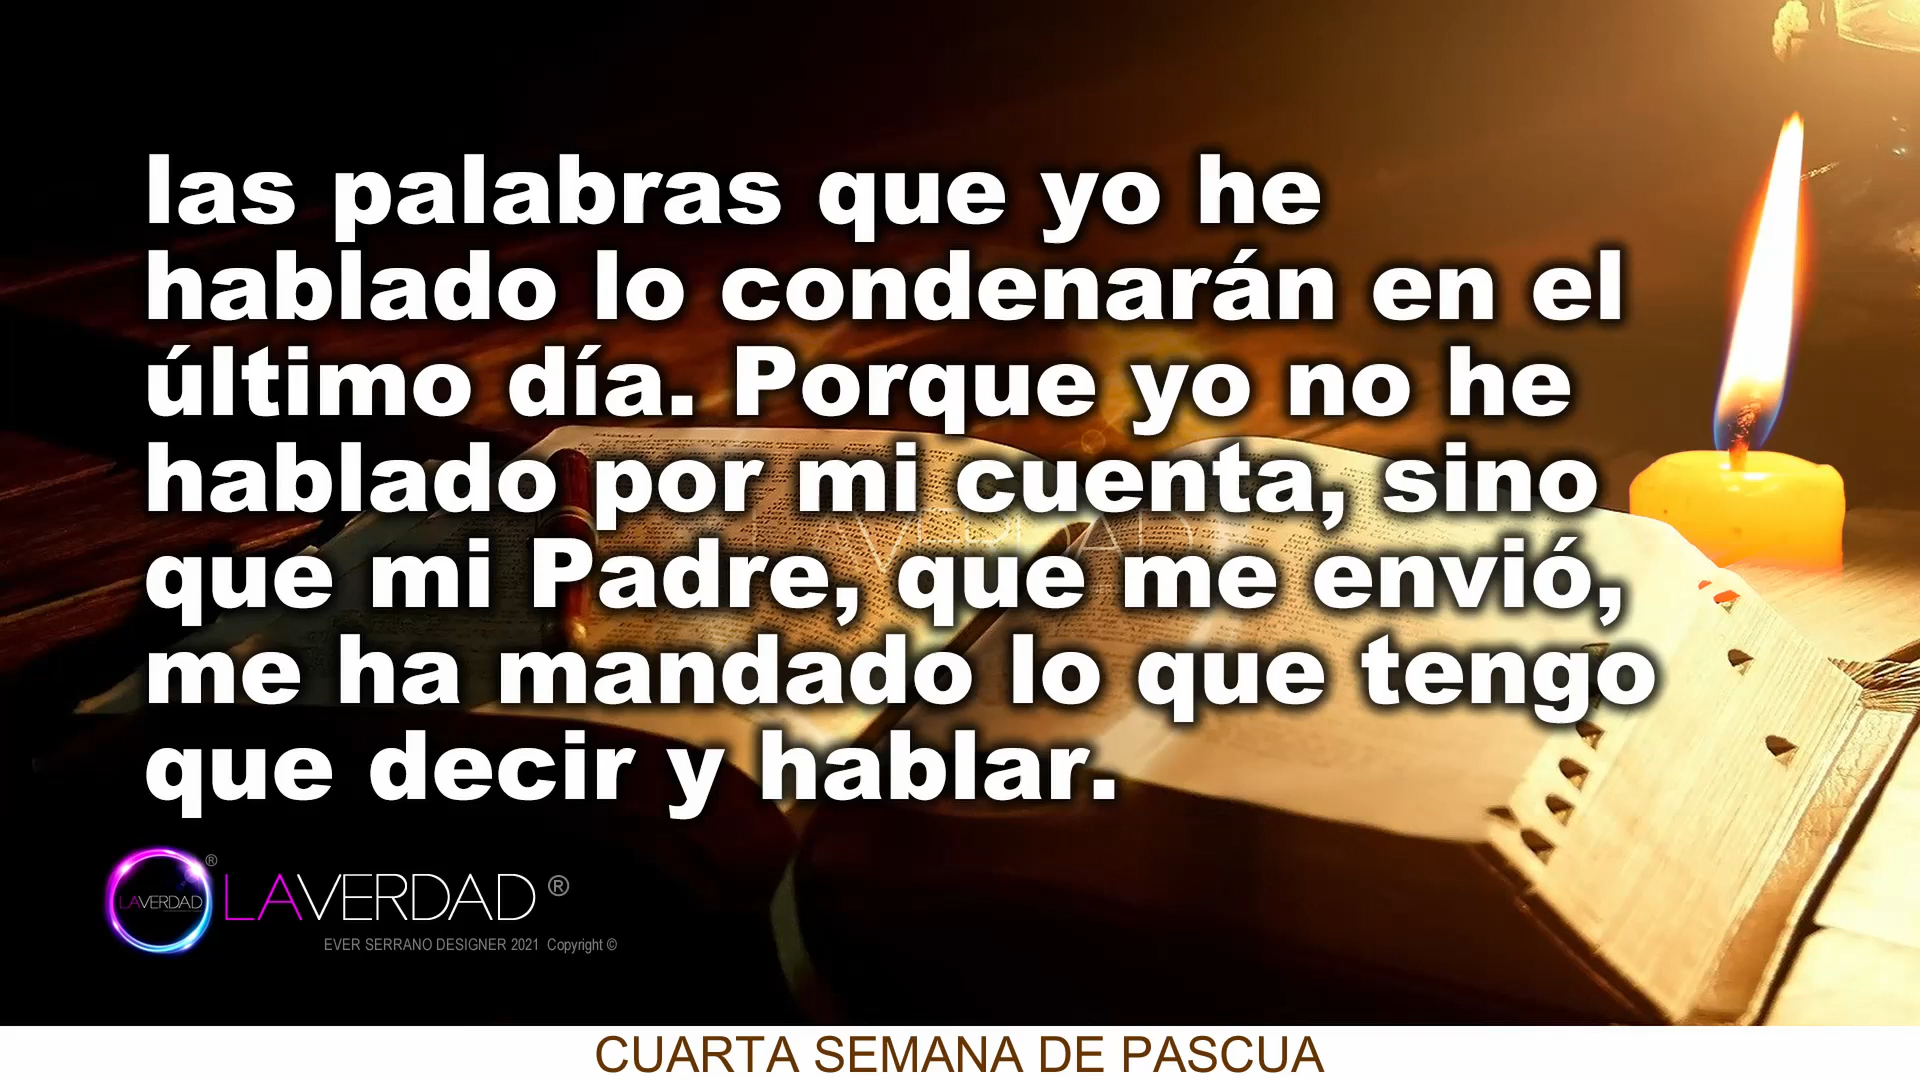 las palabras que yo he
hablado lo condenarán en el
último día. Porque yo no he
hablado por mi cuenta, sino
que mi Padre, que me envió,
me ha mandado lo que tengo
que decir y hablar.
LAVERDAD ®
LAVERDAD ®
EVER SERRANO DESIGNER 2021 Copyright ©
CUARTA SEMANA DE PASCUA